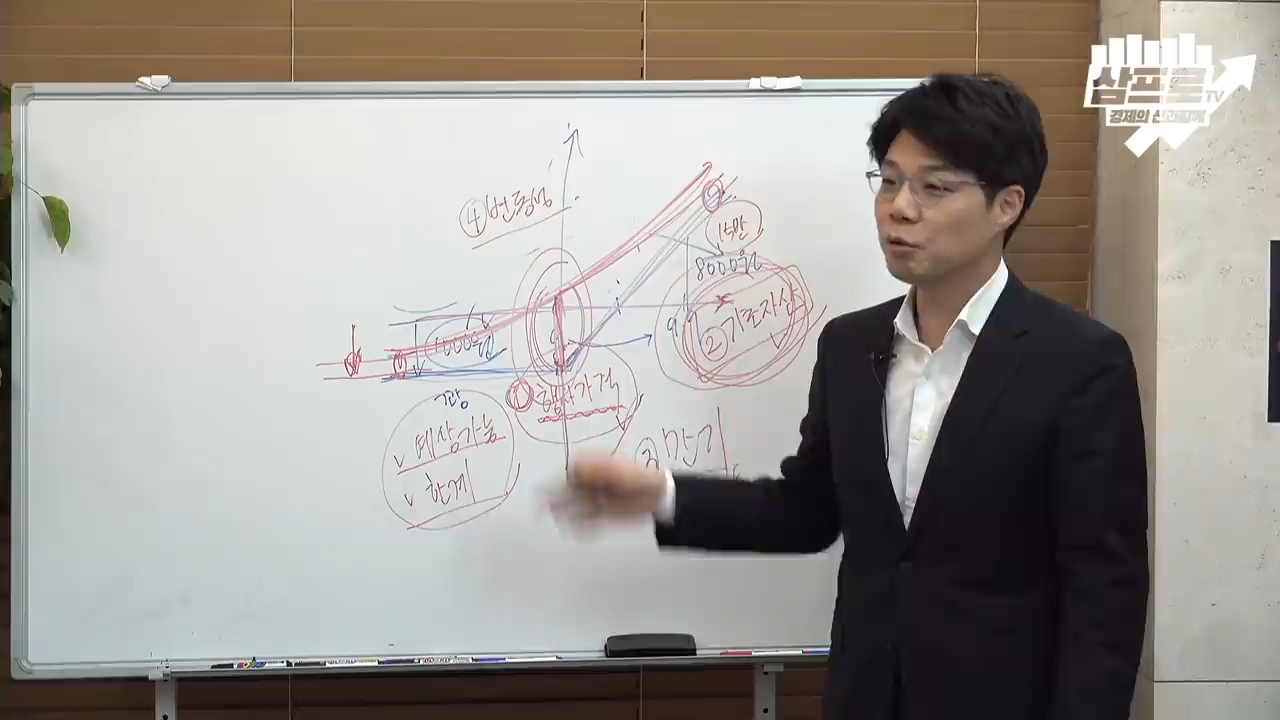 삼프로TV
경제의 신과함께
④ 변동성
15만
8000원
② 기초자산
1000원
① 행사가격
기왕
✓ 예상가능
✓ 한계
③ 만기